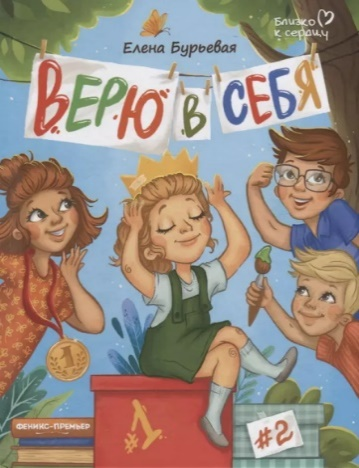 Близко
к сердцу
Елена Бурьевая
ВЕРЮ В СЕБЯ
1
#1
#2
ФЕНИКС-ПРЕМЬЕР